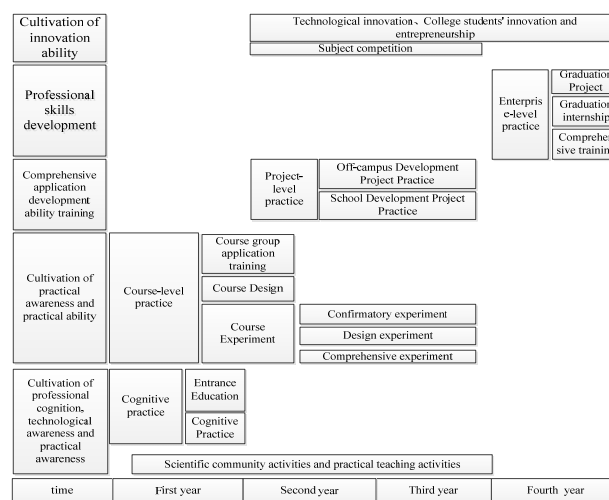 Cultivation of
innovation
ability
Technological innovation、College students' innovation and
entrepreneurship
Subject competition
Professional
skills
development
Enterpris
e-level
practice
Graduation
Project
Graduation
internship
Comprehen
sive training
Comprehensive
application
development
ability training
Project-
level
practice
Off-campus Development
Project Practice
School Development Project
Practice
Cultivation of
practical
awareness and
practical ability
Course-level
practice
Course group
application
training
Course Design
Course
Experiment
Confirmatory experiment
Design experiment
Comprehensive experiment
Cultivation of
professional
cognition,
technological
awareness and
practical
awareness
Cognitive
practice
Entrance
Education
Cognitive
Practice
Scientific community activities and practical teaching activities
time
First year
Second year
Third year
Fourth year